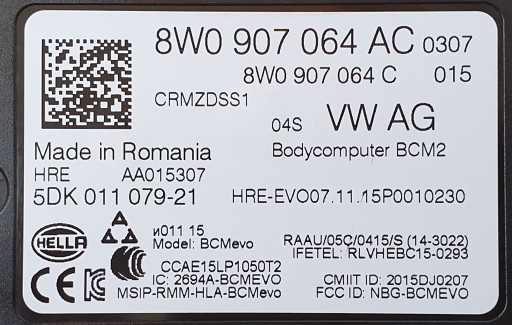 8W0 907 064 AC 0307
8W0 907 064 C 015
CRMZDSS1
04S VW AG
Made in Romania Bodycomputer BCM2
HRE AA015307
5DK 011 079-21 HRE-EVO07.11.15P0010230
HELLA
и011 15
Model: BCMevo RAAU/05C/0415/S (14-3022)
IFETEL: RLVHEBC15-0293
CCAE15LP1050T2
IC: 2694A-BCMevo CMIIT ID: 2015DJ0207
MSIP-RMM-HLA-BCMevo FCC ID: NBG-BCMEVO